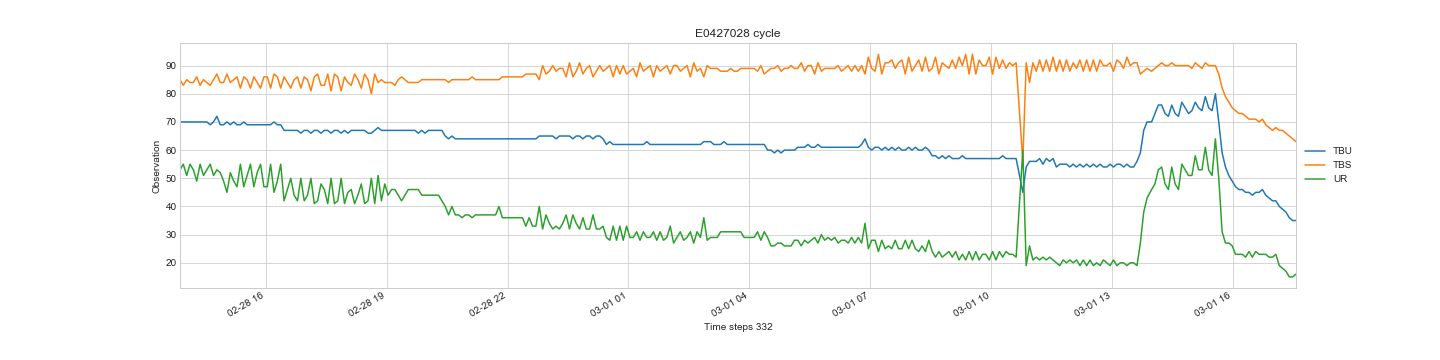 E0427028 cycle
Observation
90
80
70
60
50
40
30
20
02-28 16
02-28 19
02-28 22
03-01 01
03-01 04
03-01 07
03-01 10
03-01 13
03-01 16
Time steps 332
TBU
TBS
UR